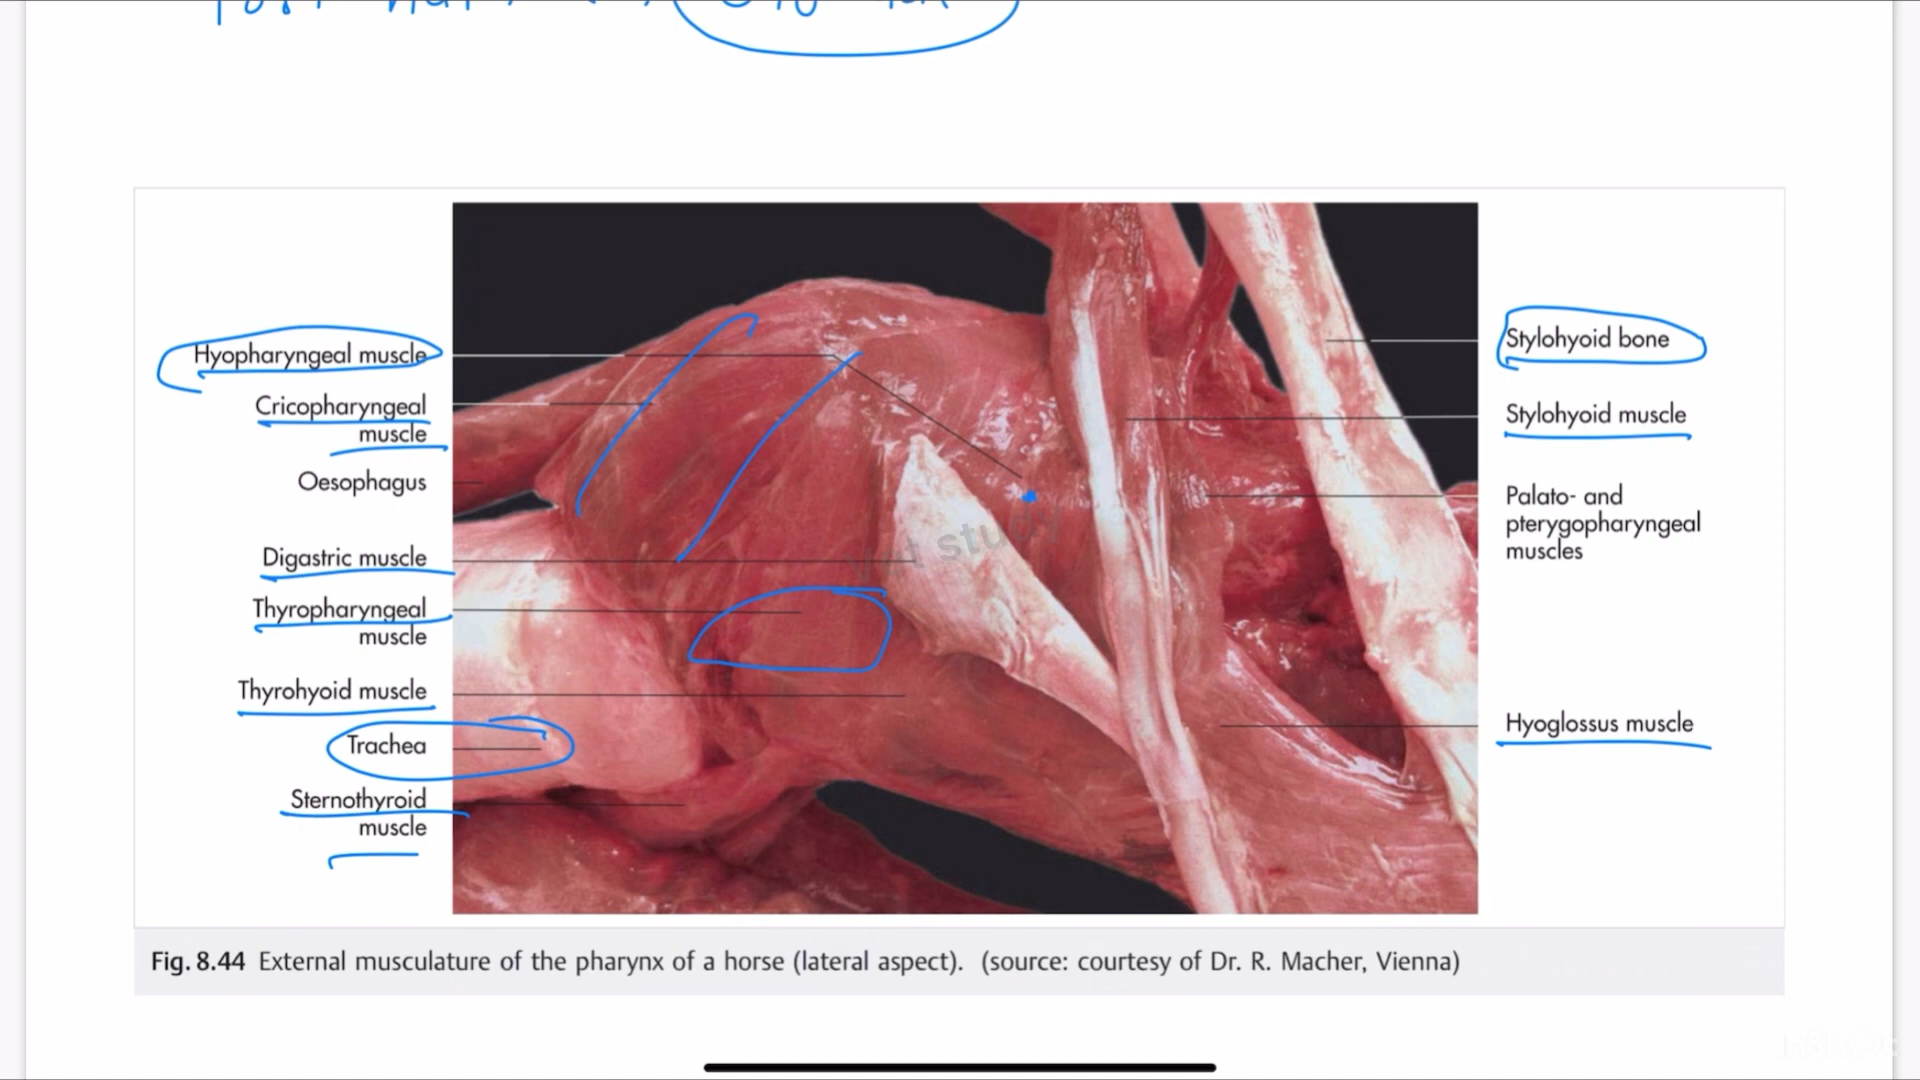 Hyopharyngeal muscle
Cricopharyngeal
muscle
Oesophagus
Digastric muscle
Thyropharyngeal
muscle
Thyrohyoid muscle
Trachea
Sternothyroid
muscle
Stylohyoid bone
Stylohyoid muscle
Palato- and
pterygopharyngeal
muscles
Hyoglossus muscle
study
Fig. 8.44 External musculature of the pharynx of a horse (lateral aspect). (source: courtesy of Dr. R. Macher, Vienna)